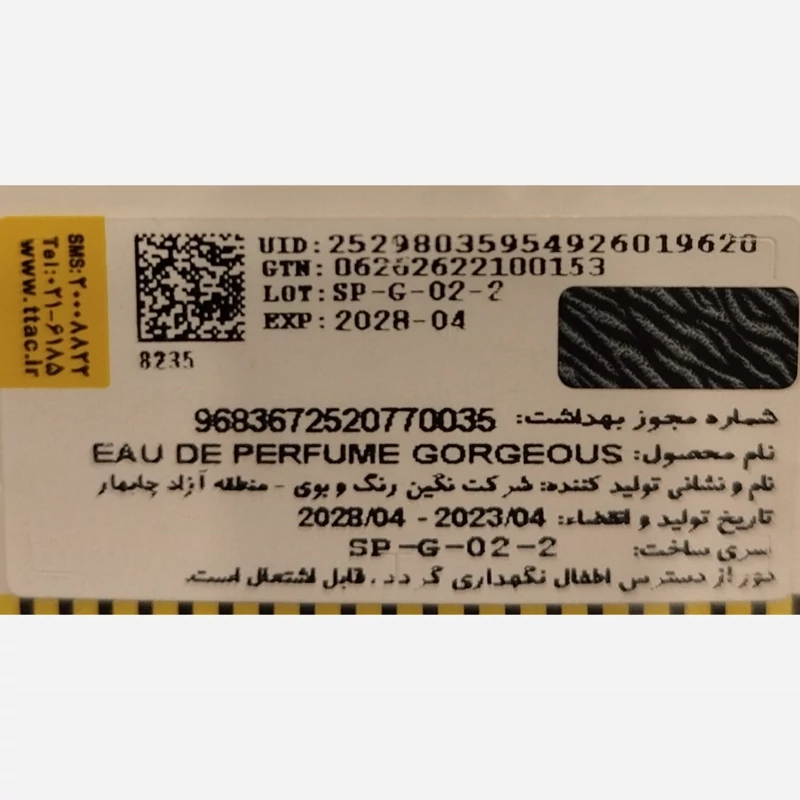 SMS:۲۰۰۰۸۸۲۲
Tel:۰۲۱-۶۱۸۵
www.ttac.ir
UID:25298035954926019620
GTN:06262622100153
LOT:SP-G-02-2
EXP:2028-04
8235
شماره مجوز بهداشت: 9683672520770035
نام محصول: EAU DE PERFUME GORGEOUS
نام و نشانی تولید کننده: شرکت نگین رنگ و بوی - منطقه آزاد چابهار
تاریخ تولید و انقضاء: 2023/04 - 2028/04
سری ساخت: SP-G-02-2
دور از دسترس اطفال نگهداری گردد، قابل اشتعال است.